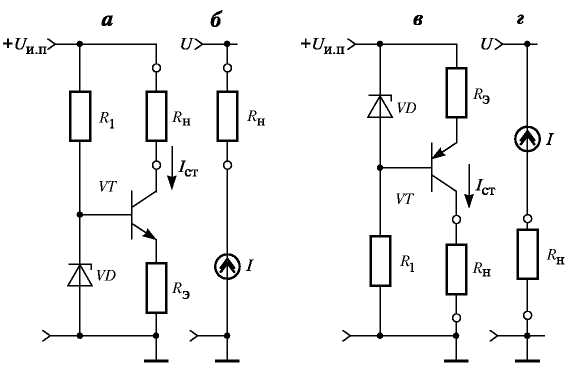 а б в г
+Uи.п U +Uи.п U
R1 Rн Rн VD Rэ I
Iст
VT VT Iст
VD Rэ I R1 Rн Rн